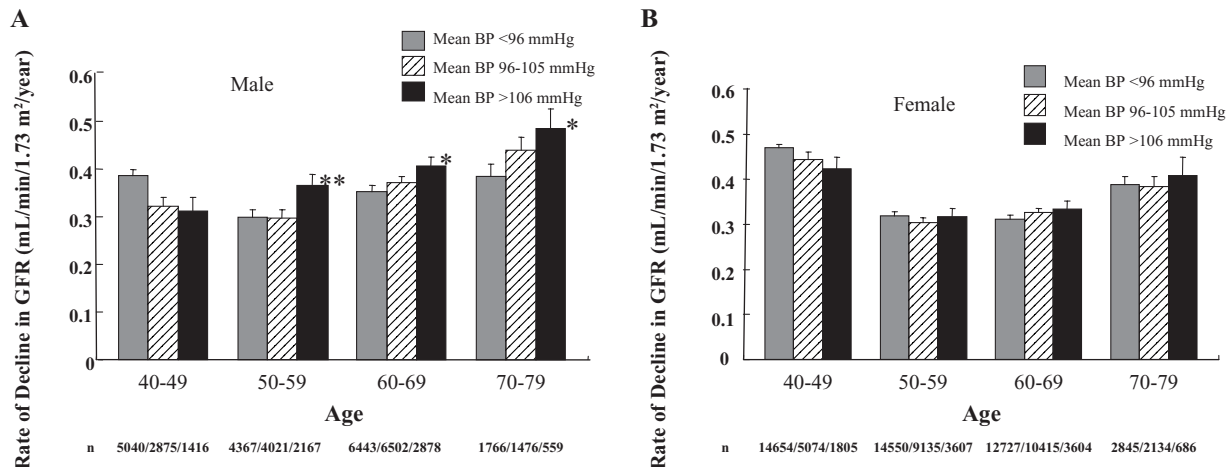 A
Mean BP <96 mmHg
Mean BP 96-105 mmHg
Mean BP >106 mmHg
Male
Rate of Decline in GFR (mL/min/1.73 m²/year)
0.6
0.5
0.4
0.3
0.2
0.1
0
**
*
*
40-49 50-59 60-69 70-79
Age
n 5040/2875/1416 4367/4021/2167 6443/6502/2878 1766/1476/559
B
Mean BP <96 mmHg
Mean BP 96-105 mmHg
Mean BP >106 mmHg
Female
Rate of Decline in GFR (mL/min/1.73 m²/year)
0.6
0.5
0.4
0.3
0.2
0.1
0
40-49 50-59 60-69 70-79
Age
n 14654/5074/1805 14550/9135/3607 12727/10415/3604 2845/2134/686